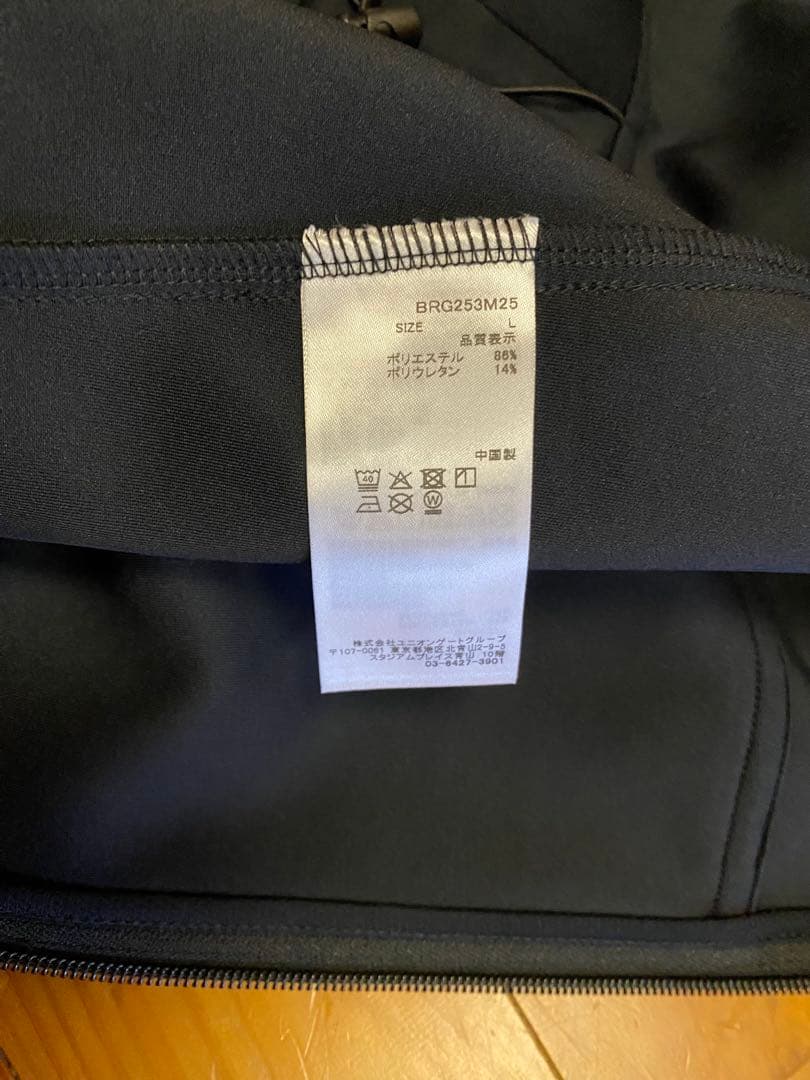 BRG253M25
SIZE L
品質表示
ポリエステル 86%
ポリウレタン 14%
中国製
40
W
株式会社ユニオンゲートグループ
〒107-0061 東京都港区北青山2-9-5
スタジアムプレイス青山 10階
03-6427-3901